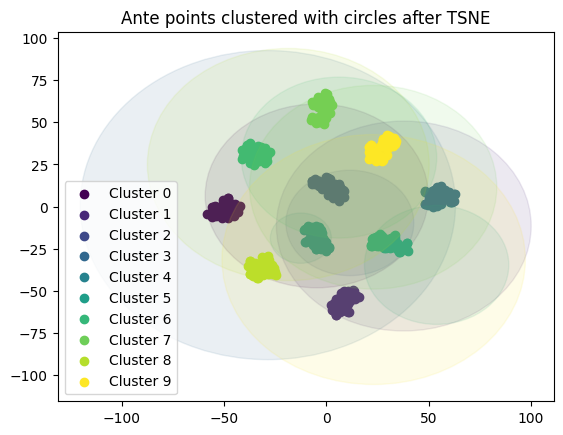 Ante points clustered with circles after TSNE
100
75
50
25
0
−25
−50
−75
−100
Cluster 0
Cluster 1
Cluster 2
Cluster 3
Cluster 4
Cluster 5
Cluster 6
Cluster 7
Cluster 8
Cluster 9
−100
−50
0
50
100